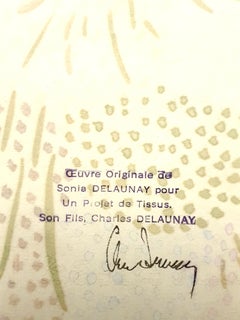 Œuvre Originale de
Sonia DELAUNAY pour
Un Projet de Tissus.
Son Fils, Charles DELAUNAY.